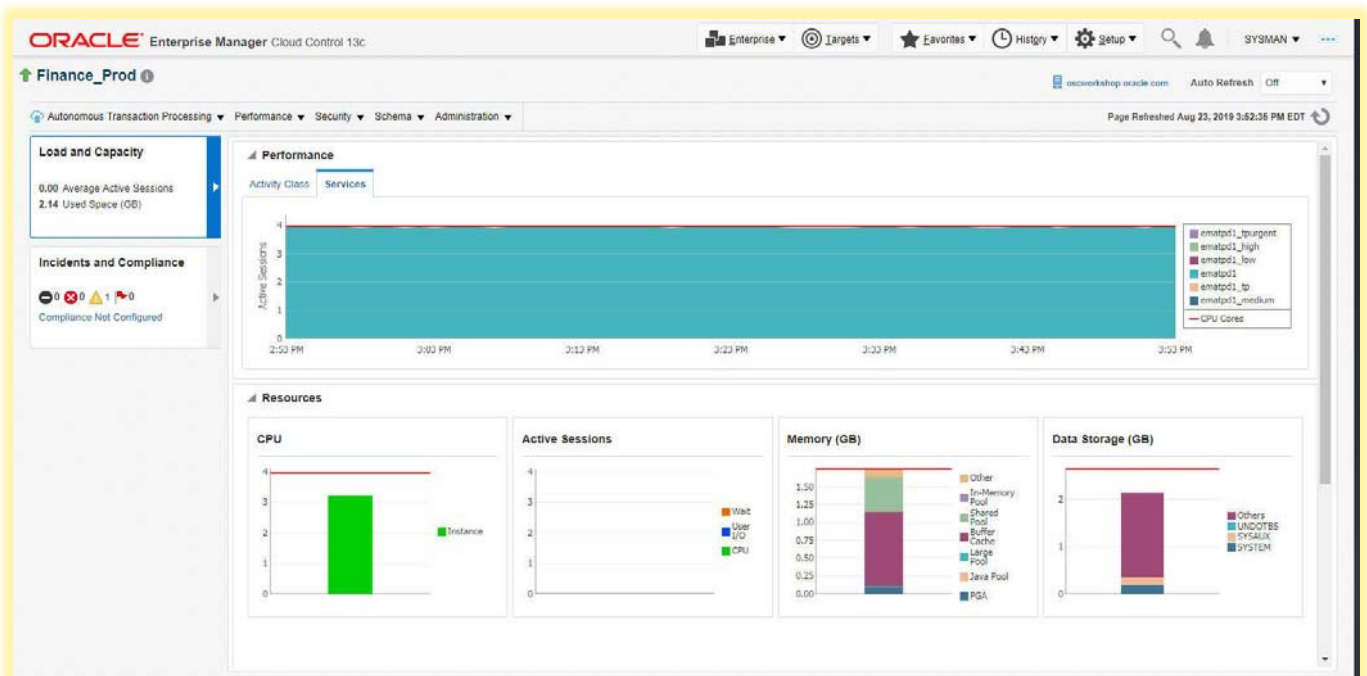 ORACLE Enterprise Manager Cloud Control 13c
Enterprise Targets Favorites History Setup SYSMAN
Finance_Prod
oscworkshop.oracle.com Auto Refresh Off
Autonomous Transaction Processing Performance Security Schema Administration
Page Refreshed Aug 23, 2019 3:52:35 PM EDT
Load and Capacity
0.00 Average Active Sessions
2.14 Used Space (GB)
Incidents and Compliance
0 0 1 0
Compliance Not Configured
Performance
Activity Class Services
Active Sessions
4
3
2
1
0
2:53 PM 3:03 PM 3:13 PM 3:23 PM 3:33 PM 3:43 PM 3:53 PM
ematpd1_tpurgent
ematpd1_high
ematpd1_low
ematpd1
ematpd1_tp
ematpd1_medium
CPU Cores
Resources
CPU
4
3
2
1
0
Instance
Active Sessions
4
3
2
1
0
Wait
User
I/O
CPU
Memory (GB)
1.50
1.25
1.00
0.75
0.50
0.25
0.00
Other
In-Memory
Pool
Shared
Pool
Buffer
Cache
Large
Pool
Java Pool
PGA
Data Storage (GB)
2
1
0
Others
UNDOTBS
SYSAUX
SYSTEM